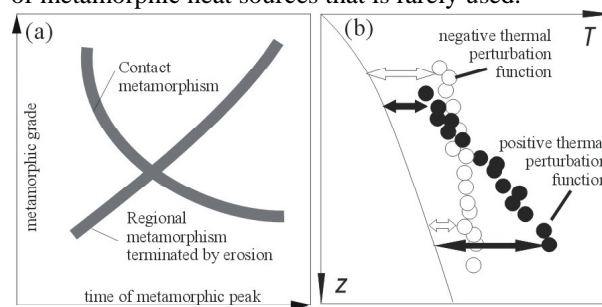 of metamorphic heat sources that is rarely used.
(a)
Contact
metamorphism
Regional
metamorphism
terminated by erosion
metamorphic grade
time of metamorphic peak
(b)
T
negative thermal
perturbation
function
positive thermal
perturbation
function
z